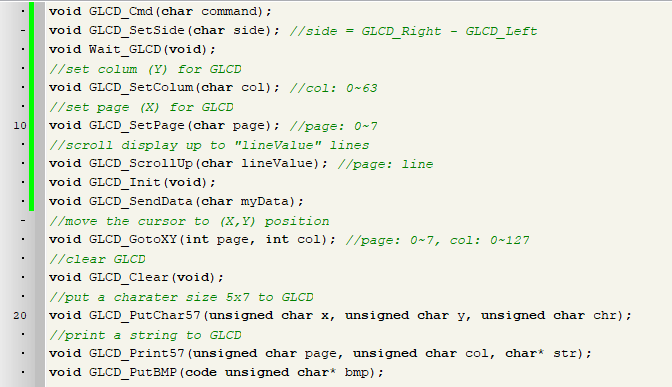 void GLCD_Cmd(char command);
void GLCD_SetSide(char side); //side = GLCD_Right - GLCD_Left
void Wait_GLCD(void);
//set colum (Y) for GLCD
void GLCD_SetColum(char col); //col: 0~63
//set page (X) for GLCD
10 void GLCD_SetPage(char page); //page: 0~7
//scroll display up to "lineValue" lines
void GLCD_ScrollUp(char lineValue); //page: line
void GLCD_Init(void);
void GLCD_SendData(char myData);
//move the cursor to (X,Y) position
void GLCD_GotoXY(int page, int col); //page: 0~7, col: 0~127
//clear GLCD
void GLCD_Clear(void);
//put a charater size 5x7 to GLCD
20 void GLCD_PutChar57(unsigned char x, unsigned char y, unsigned char chr);
//print a string to GLCD
void GLCD_Print57(unsigned char page, unsigned char col, char* str);
void GLCD_PutBMP(code unsigned char* bmp);